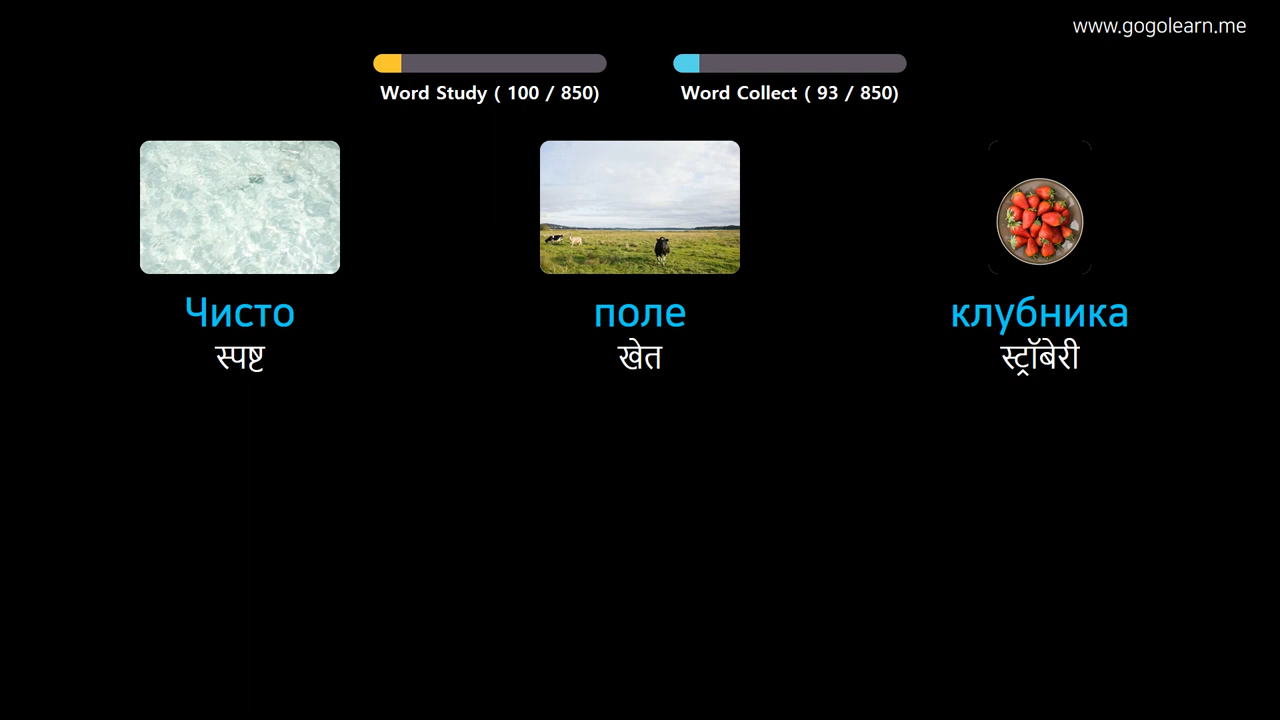 www.gogolearn.me
Word Study ( 100 / 850)
Word Collect ( 93 / 850)
Чисто
स्पष्ट
поле
खेत
клубника
स्ट्रॉबेरी